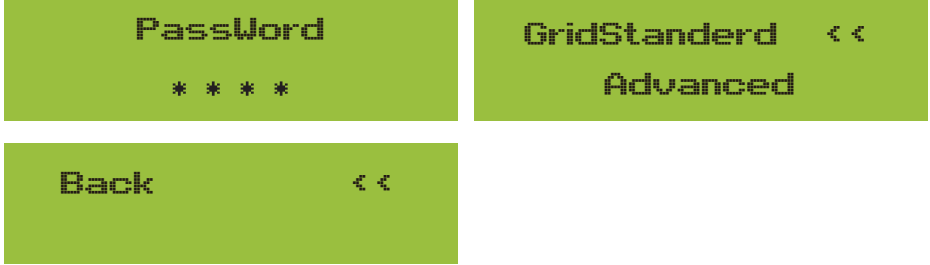 PassWord
* * * *
GridStanderd <<
Advanced
Back <<